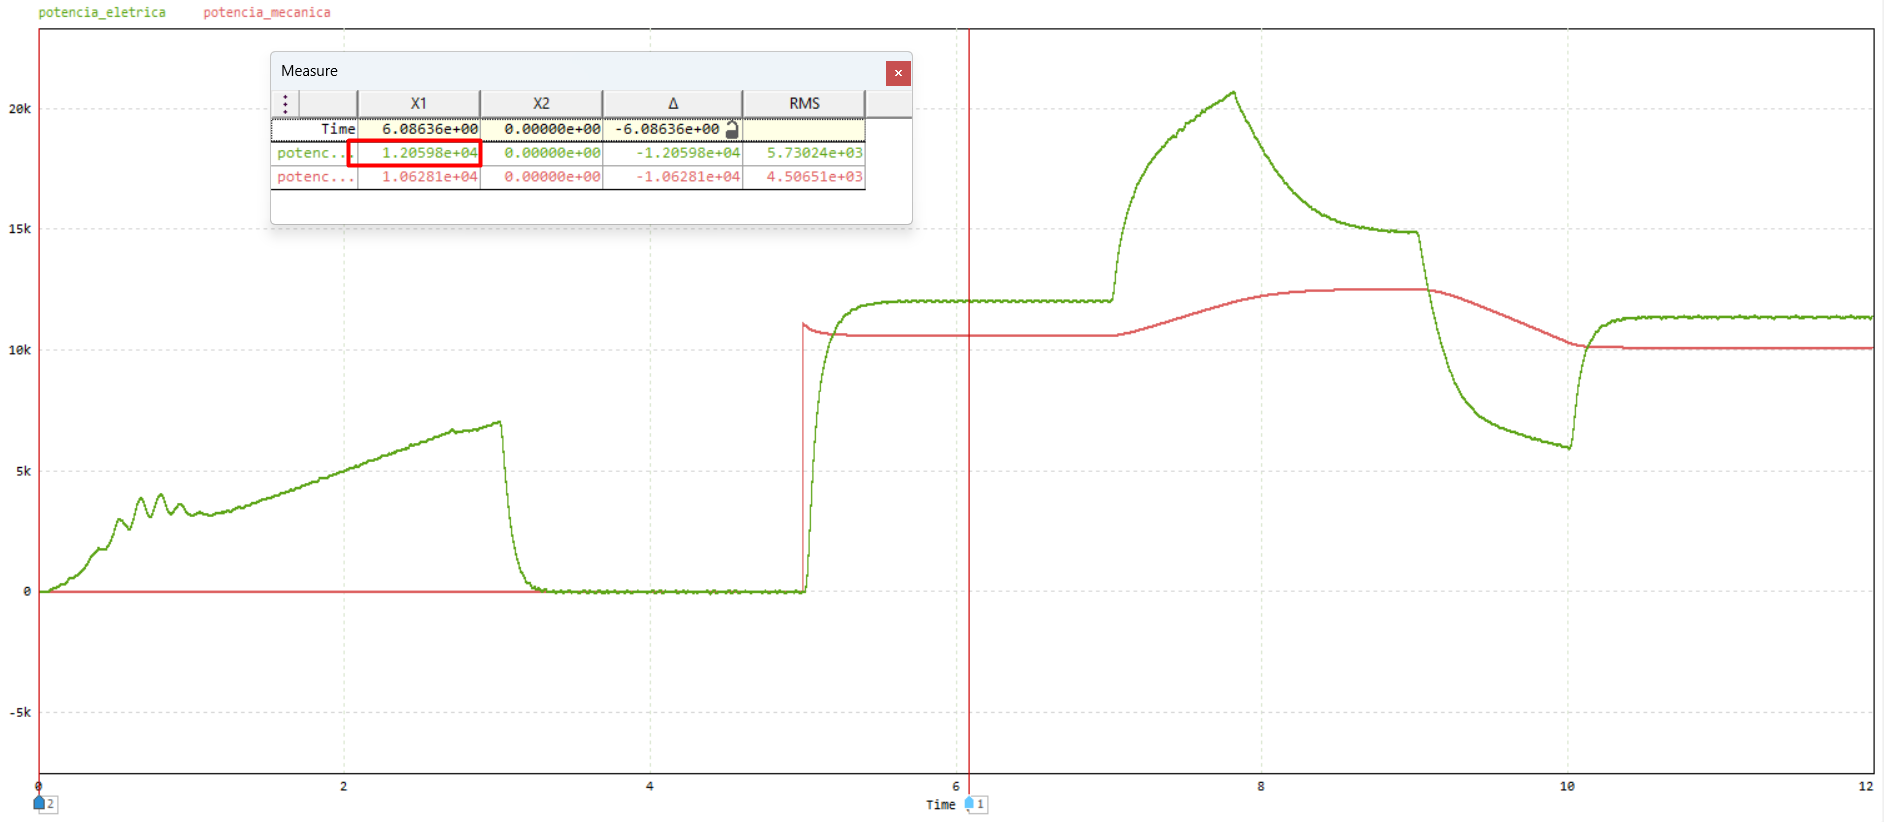 potencia_eletrica potencia_mecanica
Measure ×
X1 X2 Δ RMS
Time 6.08636e+00 0.00000e+00 -6.08636e+00
potenc... 1.20598e+04 0.00000e+00 -1.20598e+04 5.73024e+03
potenc... 1.06281e+04 0.00000e+00 -1.06281e+04 4.50651e+03
20k
15k
10k
5k
0
-5k
0 2 4 6 8 10 12
2 Time 1